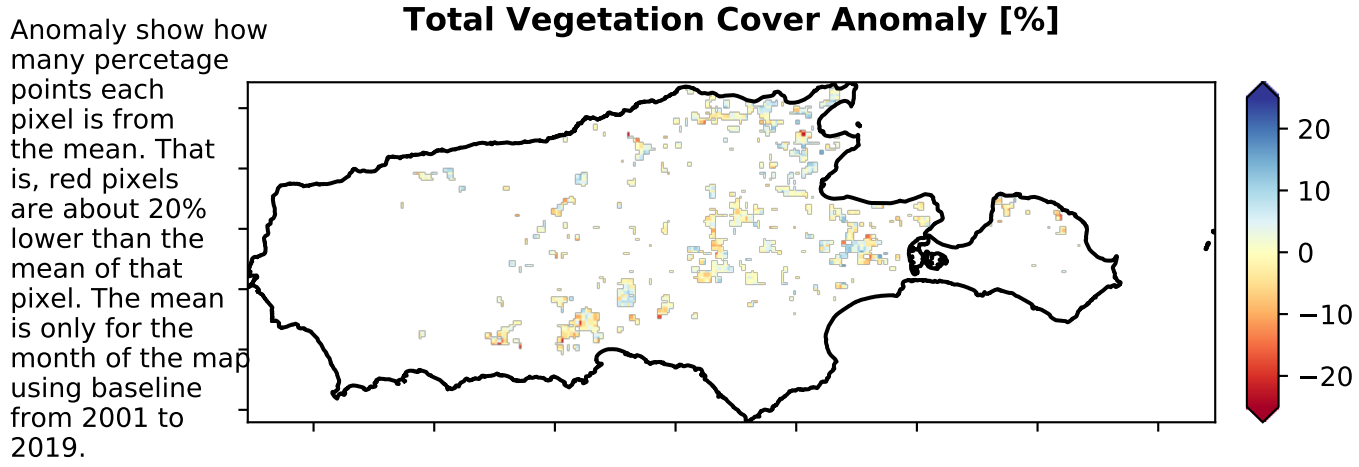 Total Vegetation Cover Anomaly [%]
Anomaly show how
many percetage
points each
pixel is from
the mean. That
is, red pixels
are about 20%
lower than the
mean of that
pixel. The mean
is only for the
month of the map
using baseline
from 2001 to
2019.
20
10
0
−10
−20